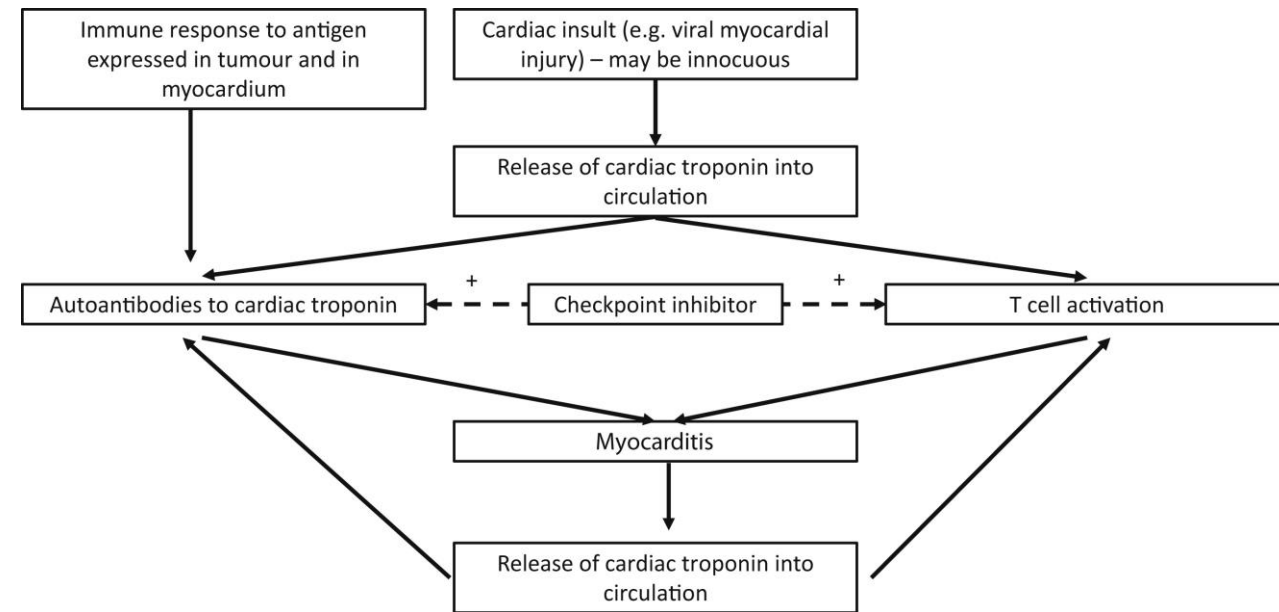 Immune response to antigen
expressed in tumour and in
myocardium
Cardiac insult (e.g. viral myocardial
injury) – may be innocuous
Release of cardiac troponin into
circulation
+
+
Autoantibodies to cardiac troponin
Checkpoint inhibitor
T cell activation
Myocarditis
Release of cardiac troponin into
circulation